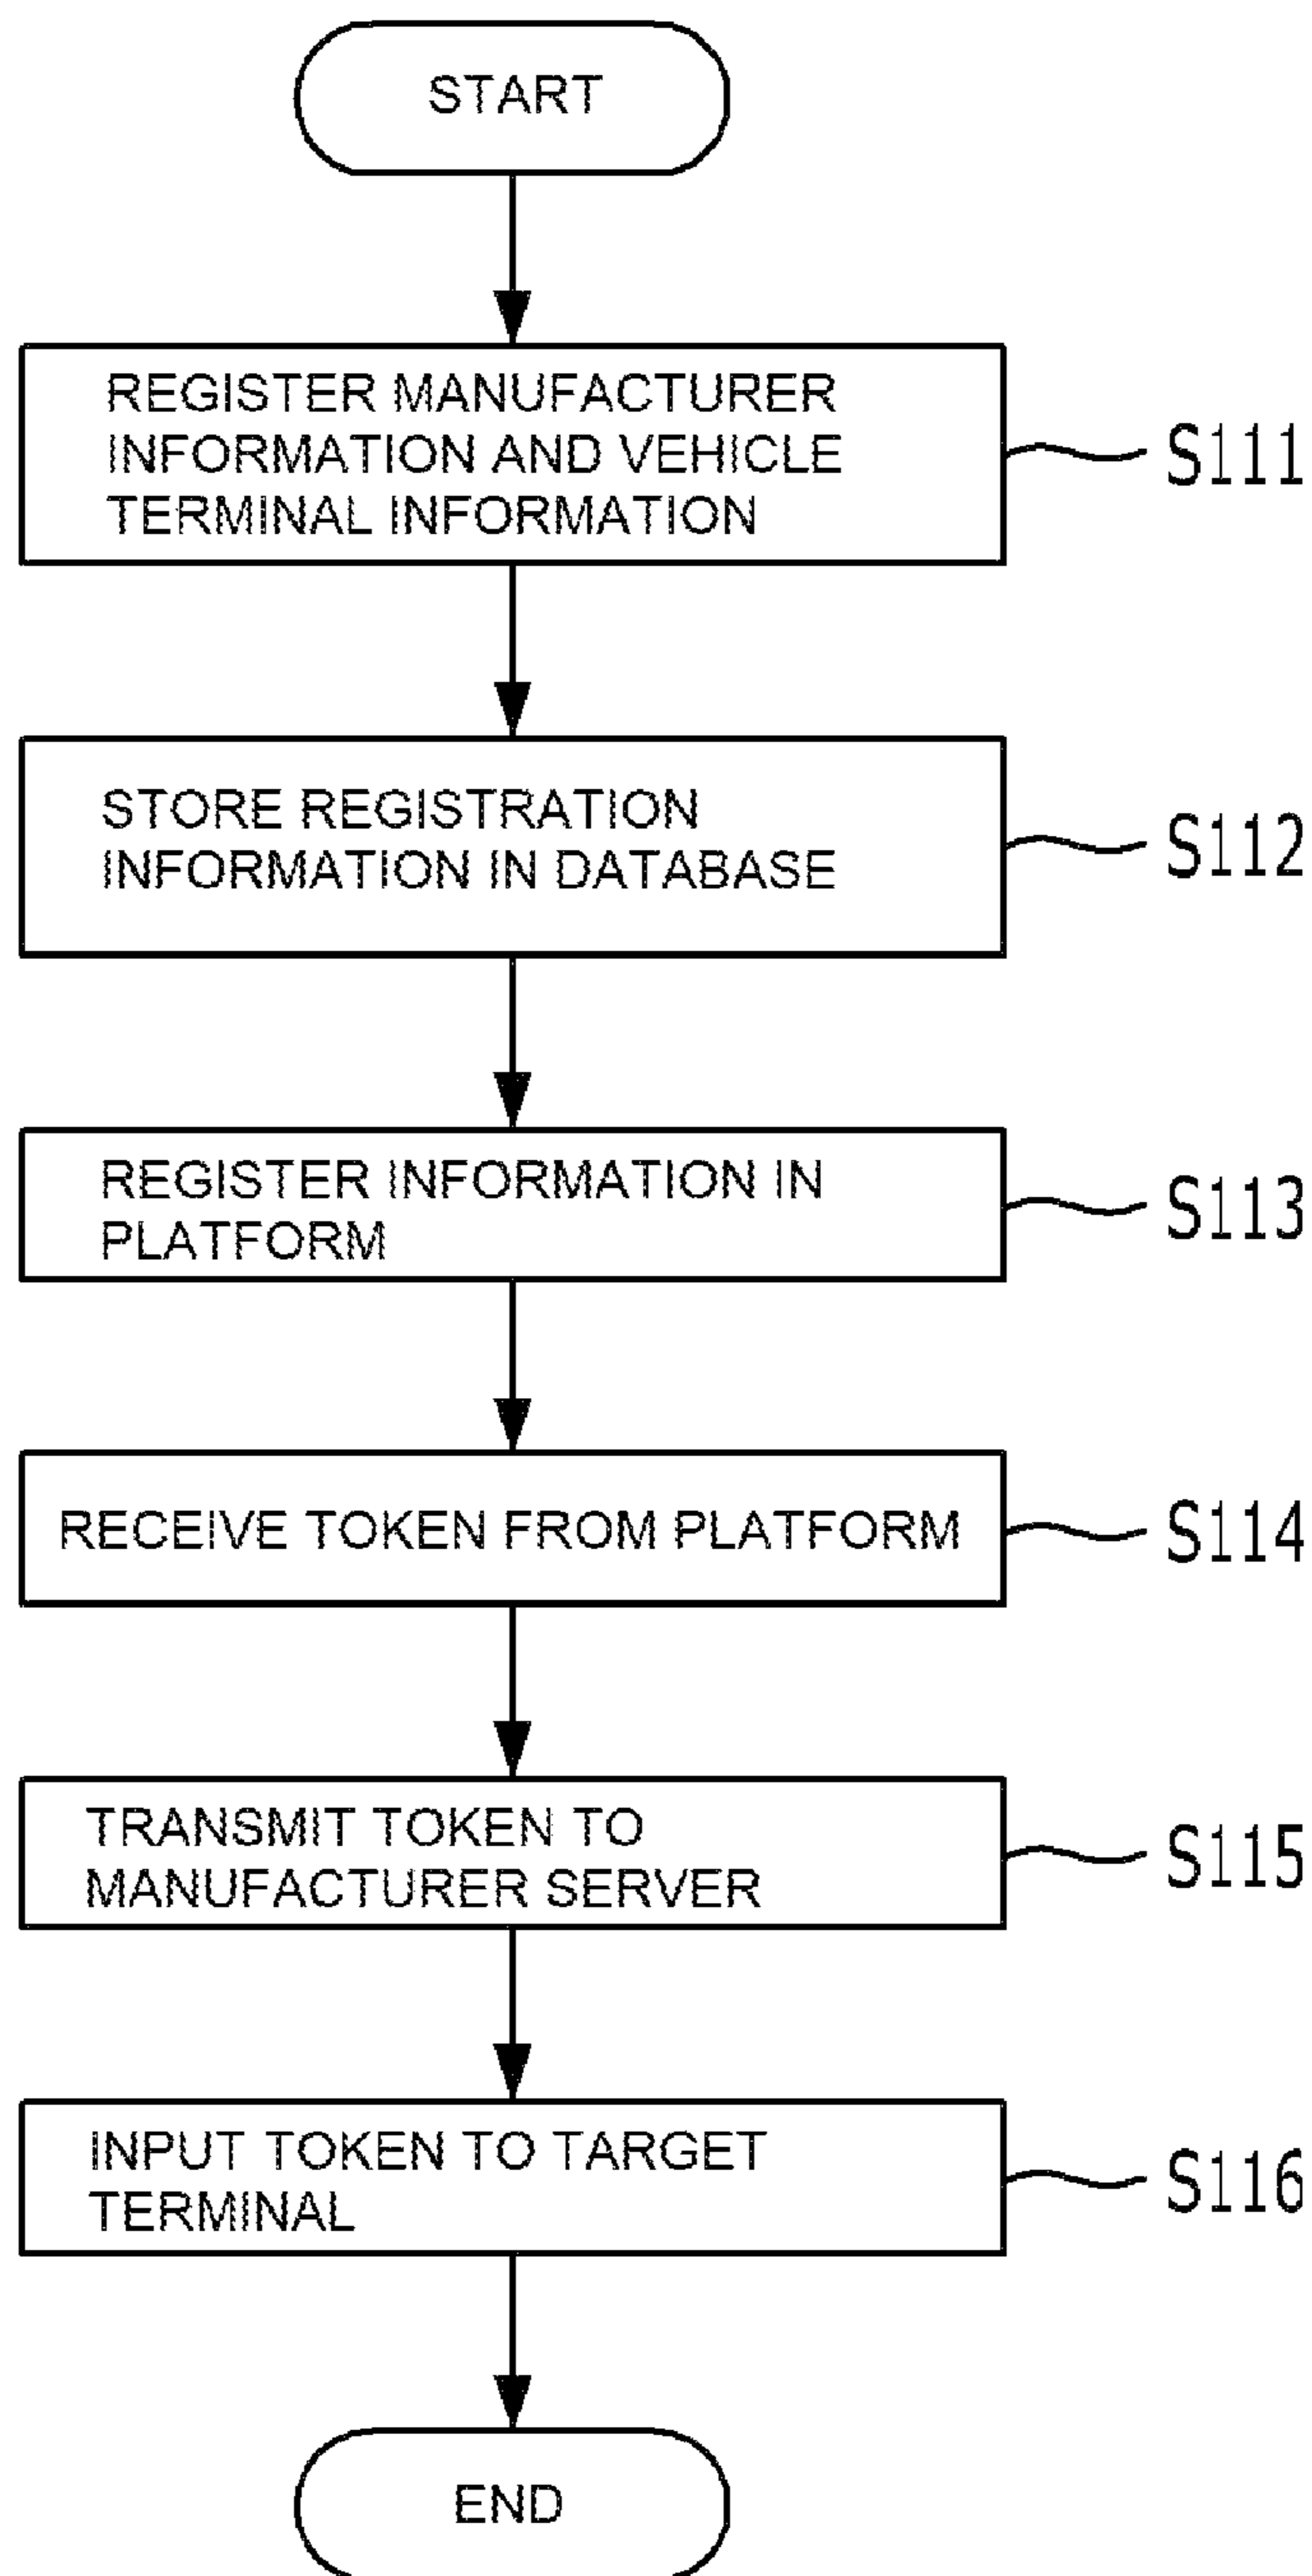 START
REGISTER MANUFACTURER
INFORMATION AND VEHICLE
TERMINAL INFORMATION
S111
STORE REGISTRATION
INFORMATION IN DATABASE
S112
REGISTER INFORMATION IN
PLATFORM
S113
RECEIVE TOKEN FROM PLATFORM
S114
TRANSMIT TOKEN TO
MANUFACTURER SERVER
S115
INPUT TOKEN TO TARGET
TERMINAL
S116
END